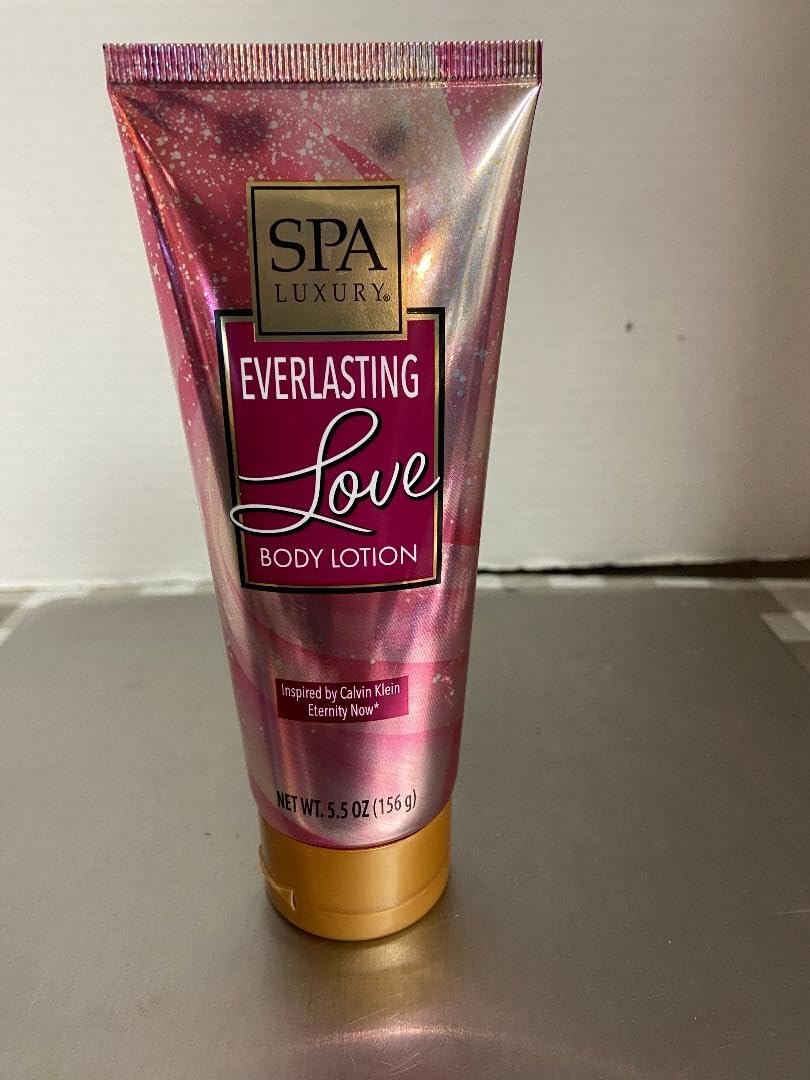 SPA
LUXURY®
EVERLASTING
Love
BODY LOTION
Inspired by Calvin Klein
Eternity Now*
NET WT. 5.5 OZ (156 g)